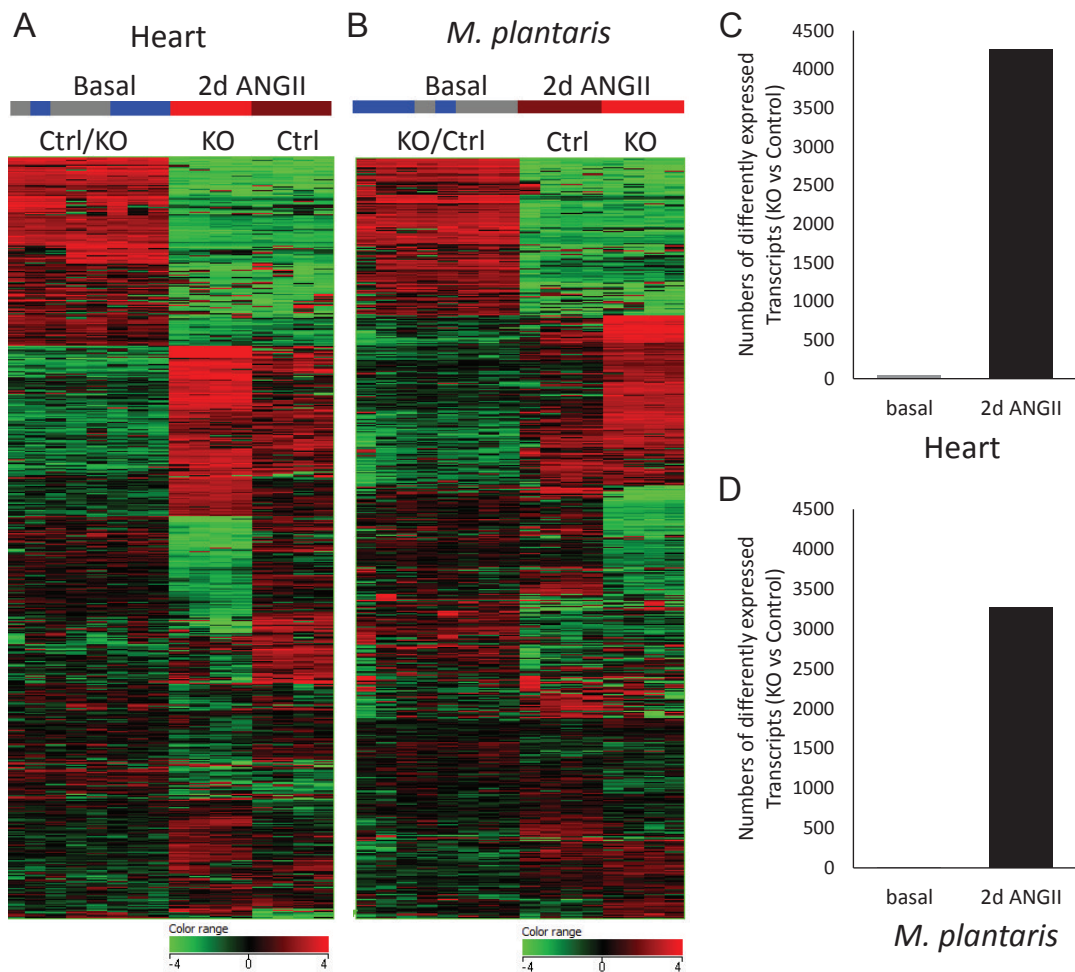 A
Heart
Basal
2d ANGII
Ctrl/KO
KO
Ctrl
Color range
-4
0
4
B
M. plantaris
Basal
2d ANGII
KO/Ctrl
Ctrl
KO
Color range
-4
0
4
C
Numbers of differently expressed
Transcripts (KO vs Control)
4500
4000
3500
3000
2500
2000
1500
1000
500
0
basal
2d ANGII
Heart
D
Numbers of differently expressed
Transcripts (KO vs Control)
4500
4000
3500
3000
2500
2000
1500
1000
500
0
basal
2d ANGII
M. plantaris